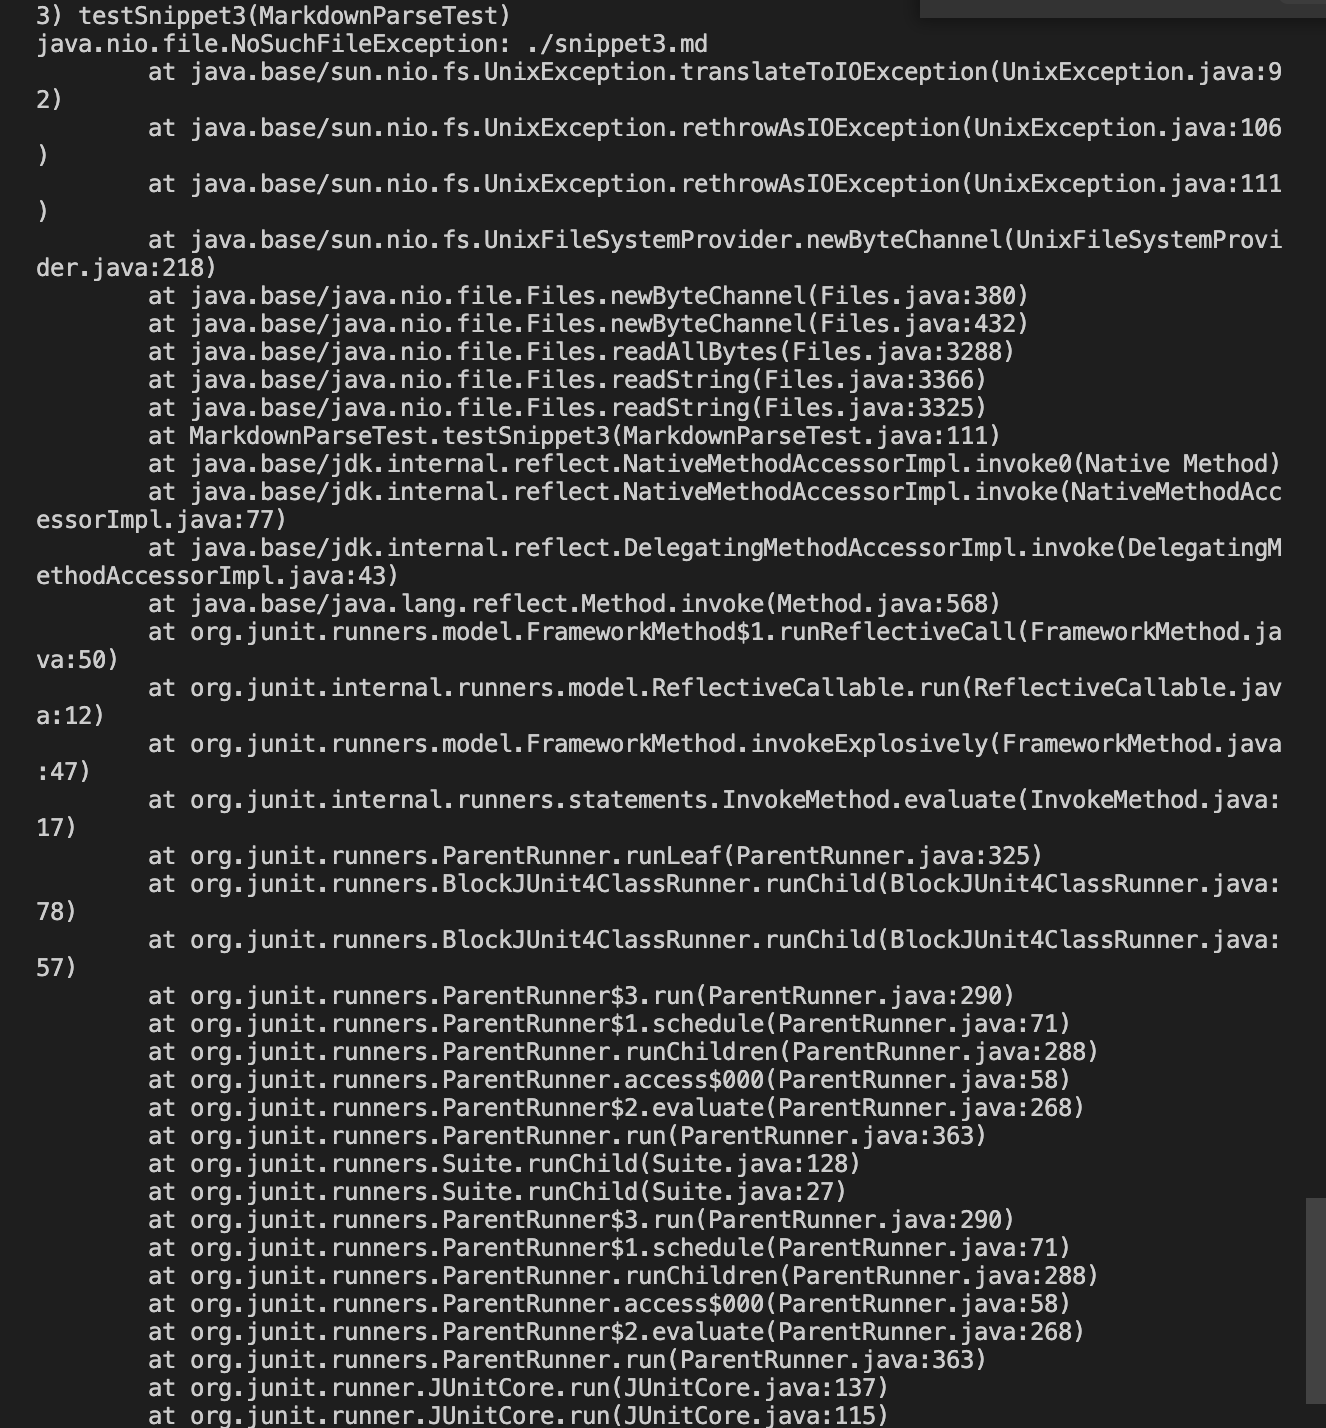 3) testSnippet3(MarkdownParseTest)
java.nio.file.NoSuchFileException: ./snippet3.md
        at java.base/sun.nio.fs.UnixException.translateToIOException(UnixException.java:9
2)
        at java.base/sun.nio.fs.UnixException.rethrowAsIOException(UnixException.java:106
)
        at java.base/sun.nio.fs.UnixException.rethrowAsIOException(UnixException.java:111
)
        at java.base/sun.nio.fs.UnixFileSystemProvider.newByteChannel(UnixFileSystemProvi
der.java:218)
        at java.base/java.nio.file.Files.newByteChannel(Files.java:380)
        at java.base/java.nio.file.Files.newByteChannel(Files.java:432)
        at java.base/java.nio.file.Files.readAllBytes(Files.java:3288)
        at java.base/java.nio.file.Files.readString(Files.java:3366)
        at java.base/java.nio.file.Files.readString(Files.java:3325)
        at MarkdownParseTest.testSnippet3(MarkdownParseTest.java:111)
        at java.base/jdk.internal.reflect.NativeMethodAccessorImpl.invoke0(Native Method)
        at java.base/jdk.internal.reflect.NativeMethodAccessorImpl.invoke(NativeMethodAcc
essorImpl.java:77)
        at java.base/jdk.internal.reflect.DelegatingMethodAccessorImpl.invoke(DelegatingM
ethodAccessorImpl.java:43)
        at java.base/java.lang.reflect.Method.invoke(Method.java:568)
        at org.junit.runners.model.FrameworkMethod$1.runReflectiveCall(FrameworkMethod.ja
va:50)
        at org.junit.internal.runners.model.ReflectiveCallable.run(ReflectiveCallable.jav
a:12)
        at org.junit.runners.model.FrameworkMethod.invokeExplosively(FrameworkMethod.java
:47)
        at org.junit.internal.runners.statements.InvokeMethod.evaluate(InvokeMethod.java:
17)
        at org.junit.runners.ParentRunner.runLeaf(ParentRunner.java:325)
        at org.junit.runners.BlockJUnit4ClassRunner.runChild(BlockJUnit4ClassRunner.java:
78)
        at org.junit.runners.BlockJUnit4ClassRunner.runChild(BlockJUnit4ClassRunner.java:
57)
        at org.junit.runners.ParentRunner$3.run(ParentRunner.java:290)
        at org.junit.runners.ParentRunner$1.schedule(ParentRunner.java:71)
        at org.junit.runners.ParentRunner.runChildren(ParentRunner.java:288)
        at org.junit.runners.ParentRunner.access$000(ParentRunner.java:58)
        at org.junit.runners.ParentRunner$2.evaluate(ParentRunner.java:268)
        at org.junit.runners.ParentRunner.run(ParentRunner.java:363)
        at org.junit.runners.Suite.runChild(Suite.java:128)
        at org.junit.runners.Suite.runChild(Suite.java:27)
        at org.junit.runners.ParentRunner$3.run(ParentRunner.java:290)
        at org.junit.runners.ParentRunner$1.schedule(ParentRunner.java:71)
        at org.junit.runners.ParentRunner.runChildren(ParentRunner.java:288)
        at org.junit.runners.ParentRunner.access$000(ParentRunner.java:58)
        at org.junit.runners.ParentRunner$2.evaluate(ParentRunner.java:268)
        at org.junit.runners.ParentRunner.run(ParentRunner.java:363)
        at org.junit.runner.JUnitCore.run(JUnitCore.java:137)
        at org.junit.runner.JUnitCore.run(JUnitCore.java:115)